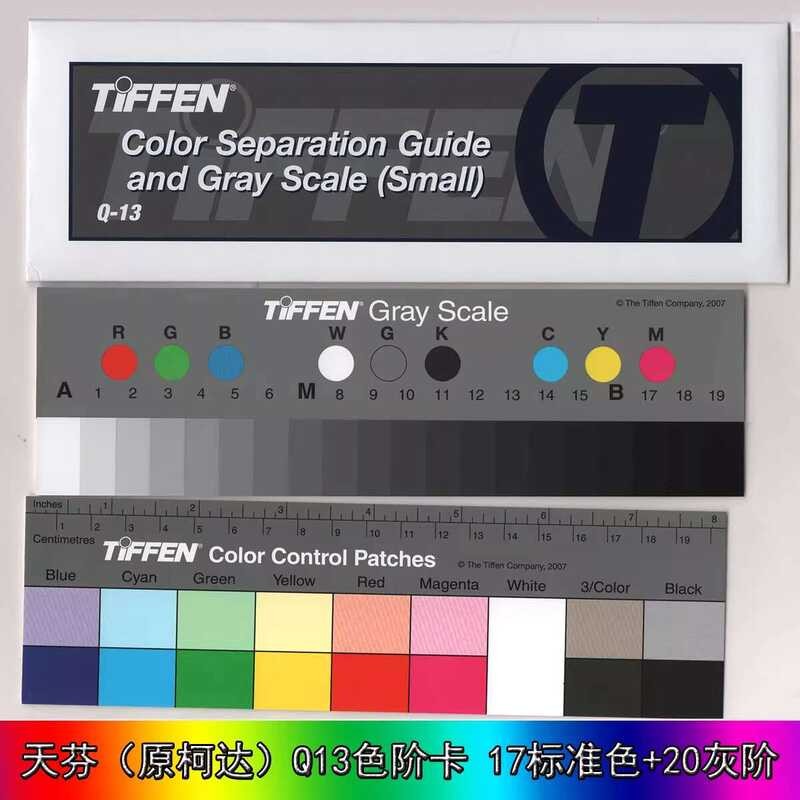 TIFFEN®
Color Separation Guide
and Gray Scale (Small)
Q-13
TIFFEN® Gray Scale
© The Tiffen Company, 2007
R G B W G K C Y M
A 1 2 3 4 5 6 M 8 9 10 11 12 13 14 15 B 17 18 19
Inches 1 2 3 4 5 6 7 8
Centimetres 1 2 3 4 5 6 7 8 9 10 11 12 13 14 15 16 17 18 19
TIFFEN® Color Control Patches © The Tiffen Company, 2007
Blue Cyan Green Yellow Red Magenta White 3/Color Black
天芬（原柯达）Q13色阶卡 17标准色+20灰阶